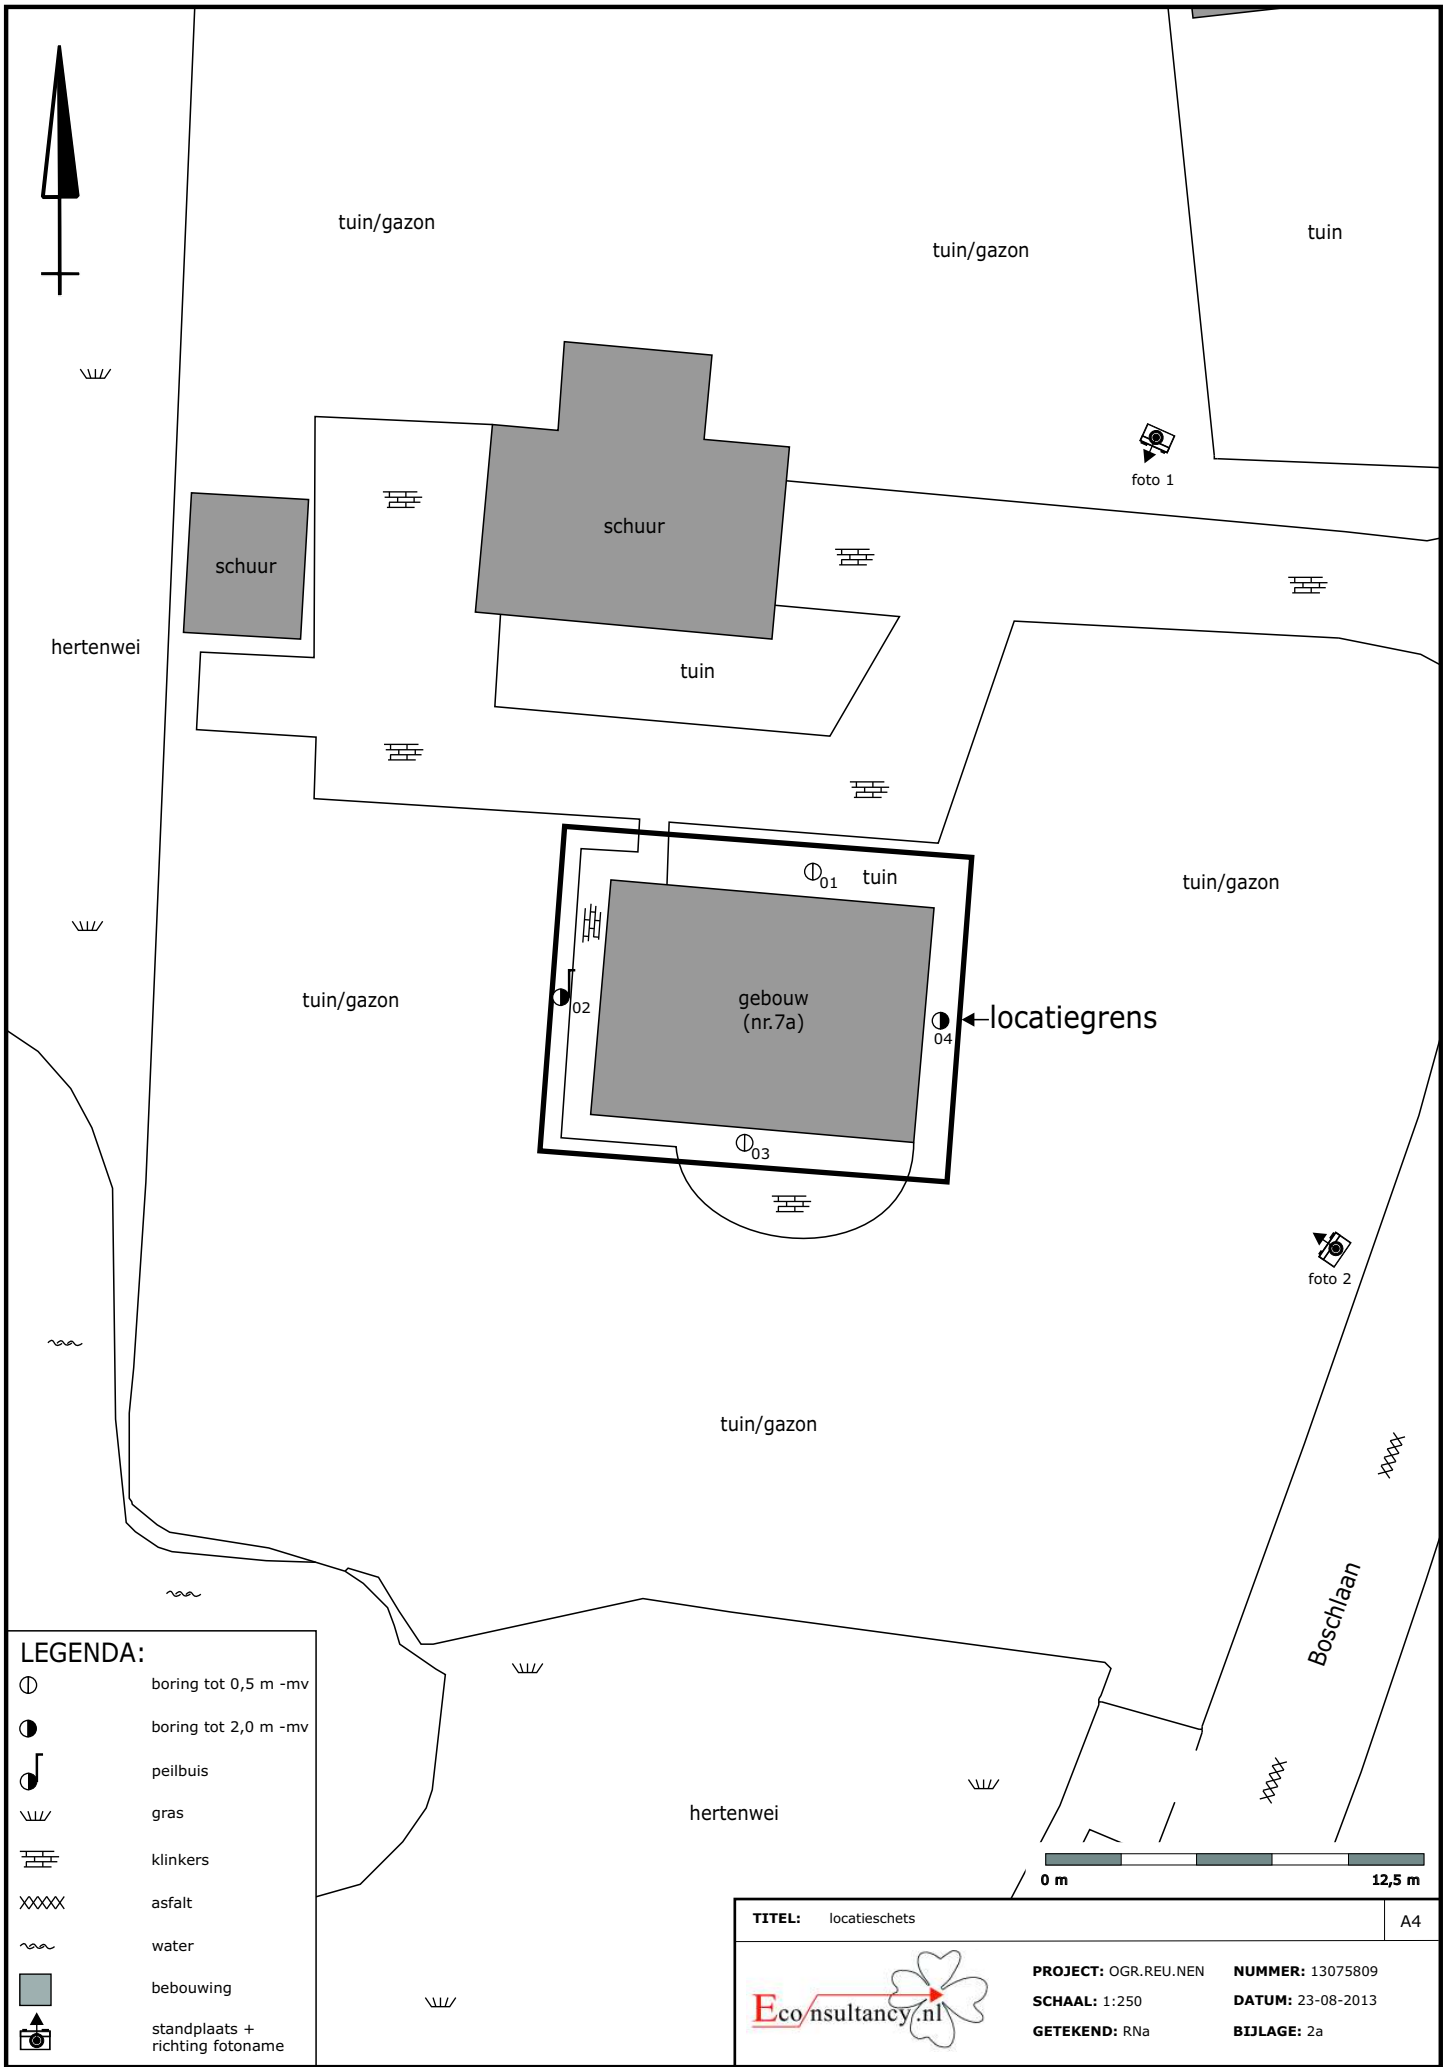 tuin/gazon
tuin/gazon
tuin
foto 1
schuur
schuur
hertenwei
tuin
01
tuin
tuin/gazon
tuin/gazon
gebouw
(nr.7a)
02
locatiegrens
04
03
foto 2
tuin/gazon
Boschlaan
hertenwei
LEGENDA:
boring tot 0,5 m -mv
boring tot 2,0 m -mv
peilbuis
gras
klinkers
asfalt
water
bebouwing
standplaats +
richting fotoname
0 m
12,5 m
TITEL: locatieschets
A4
Econsultancy.nl
PROJECT: OGR.REU.NEN
NUMMER: 13075809
SCHAAL: 1:250
DATUM: 23-08-2013
GETEKEND: RNa
BIJLAGE: 2a